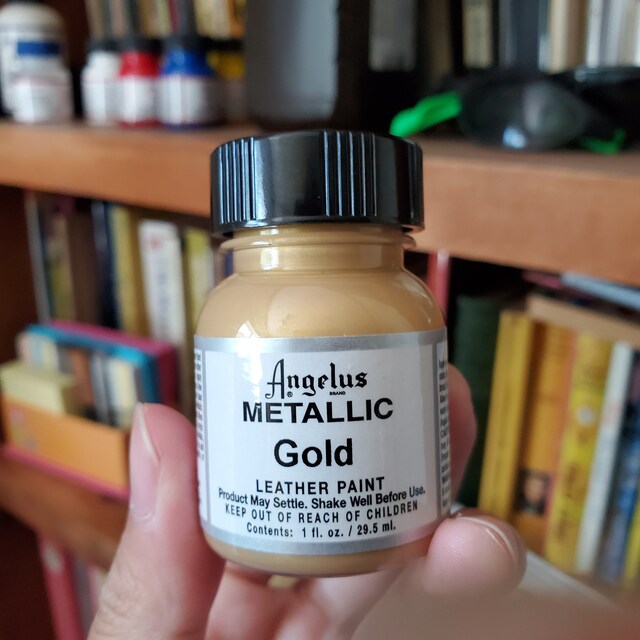 Angelus
® BRAND
METALLIC
Gold
LEATHER PAINT
Product May Settle. Shake Well Before Use.
KEEP OUT OF REACH OF CHILDREN
Contents: 1 fl. oz. / 29.5 ml.